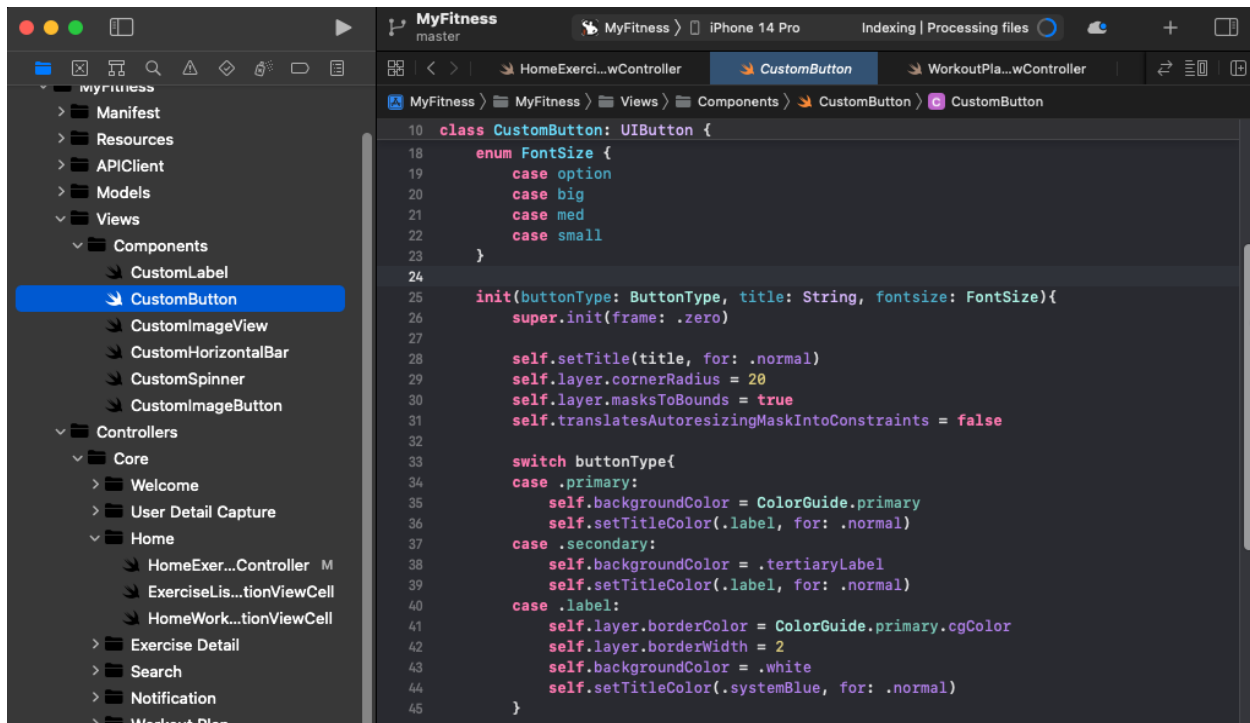 MyFitness
master
MyFitness 〉 iPhone 14 Pro
Indexing | Processing files
HomeExerci...wController
CustomButton
WorkoutPla...wController
MyFitness 〉 MyFitness 〉 Views 〉 Components 〉 CustomButton 〉 C CustomButton
MyFitness
Manifest
Resources
APIClient
Models
Views
Components
CustomLabel
CustomButton
CustomImageView
CustomHorizontalBar
CustomSpinner
CustomImageButton
Controllers
Core
Welcome
User Detail Capture
Home
HomeExer...Controller M
ExerciseLis...tionViewCell
HomeWork...tionViewCell
Exercise Detail
Search
Notification
Workout Plan
10 class CustomButton: UIButton {
18 enum FontSize {
19 case option
20 case big
21 case med
22 case small
23 }
24
25 init(buttonType: ButtonType, title: String, fontsize: FontSize){
26 super.init(frame: .zero)
27
28 self.setTitle(title, for: .normal)
29 self.layer.cornerRadius = 20
30 self.layer.masksToBounds = true
31 self.translatesAutoresizingMaskIntoConstraints = false
32
33 switch buttonType{
34 case .primary:
35 self.backgroundColor = ColorGuide.primary
36 self.setTitleColor(.label, for: .normal)
37 case .secondary:
38 self.backgroundColor = .tertiaryLabel
39 self.setTitleColor(.label, for: .normal)
40 case .label:
41 self.layer.borderColor = ColorGuide.primary.cgColor
42 self.layer.borderWidth = 2
43 self.backgroundColor = .white
44 self.setTitleColor(.systemBlue, for: .normal)
45 }